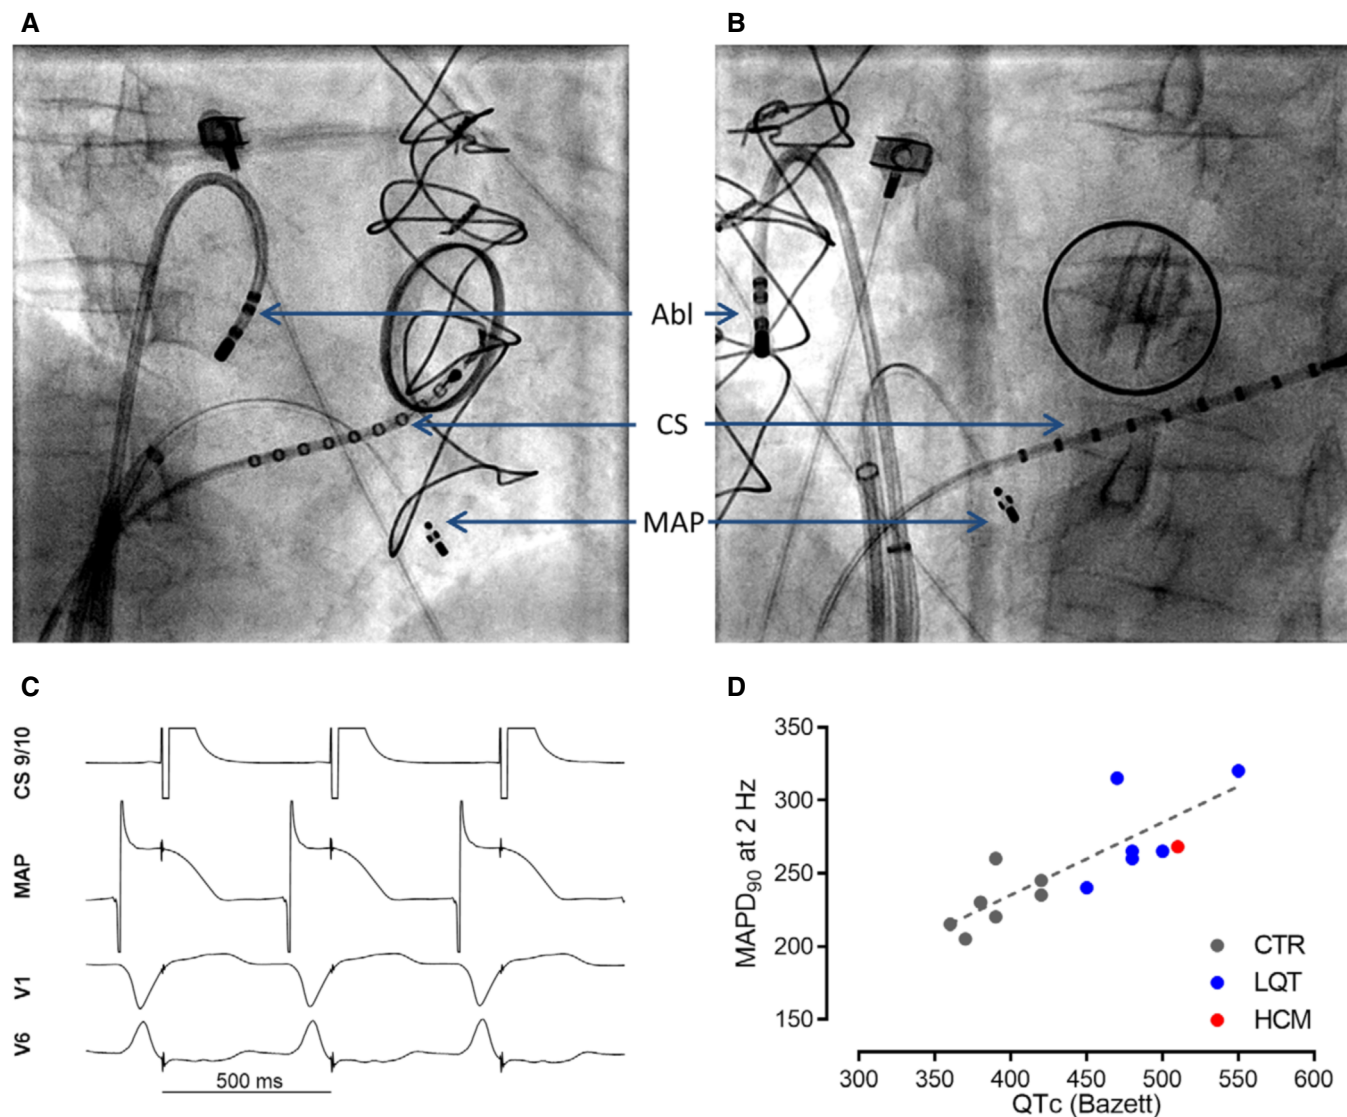 A
B
Abl
CS
MAP
C
D
CS 9/10
MAP
V1
V6
500 ms
MAPD90 at 2 Hz
350
300
250
200
150
CTR
LQT
HCM
300
350
400
450
500
550
600
QTc (Bazett)